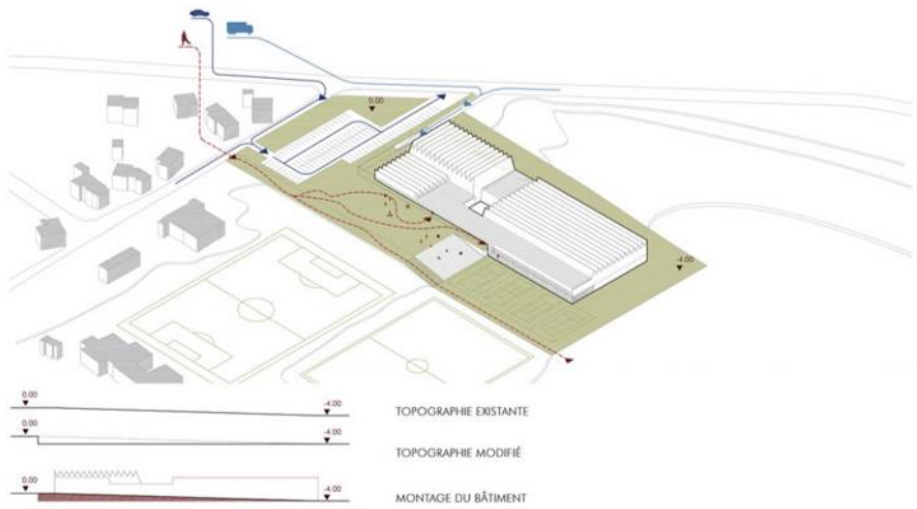 0.00
-4.00
0.00
-4.00
TOPOGRAPHIE EXISTANTE
0.00
-4.00
TOPOGRAPHIE MODIFIÉ
0.00
-4.00
MONTAGE DU BÂTIMENT